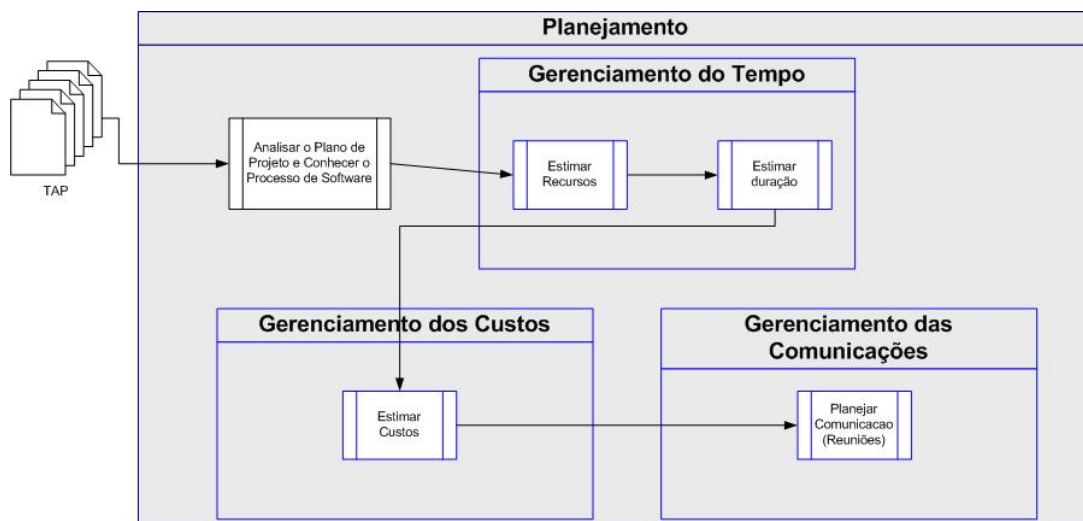 Planejamento
Gerenciamento do Tempo
TAP
Analisar o Plano de
Projeto e Conhecer o
Processo de Software
Estimar
Recursos
Estimar
duração
Gerenciamento dos Custos
Estimar
Custos
Gerenciamento das
Comunicações
Planejar
Comunicacao
(Reuniões)